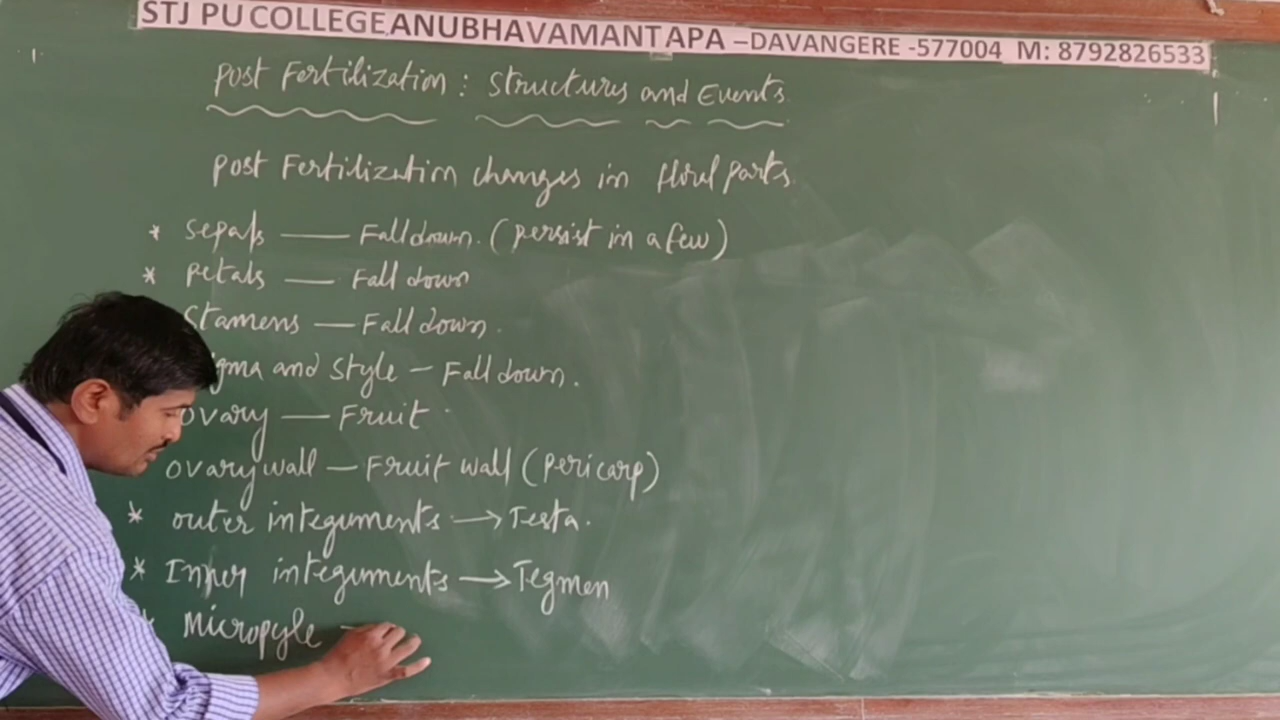 STJ PU COLLEGE ANUBHAVAMANTAPA –DAVANGERE -577004 M: 8792826533
Post Fertilization: Structures and Events.
Post Fertilization changes in floral parts.
* Sepals — Fall down. (persist in a few)
* Petals — Fall down
Stamens — Fall down.
gma and Style – Fall down.
Ovary — Fruit.
Ovary wall — Fruit wall (pericarp)
* Outer integuments → Testa.
* Inner integuments → Tegmen
* Micropyle –